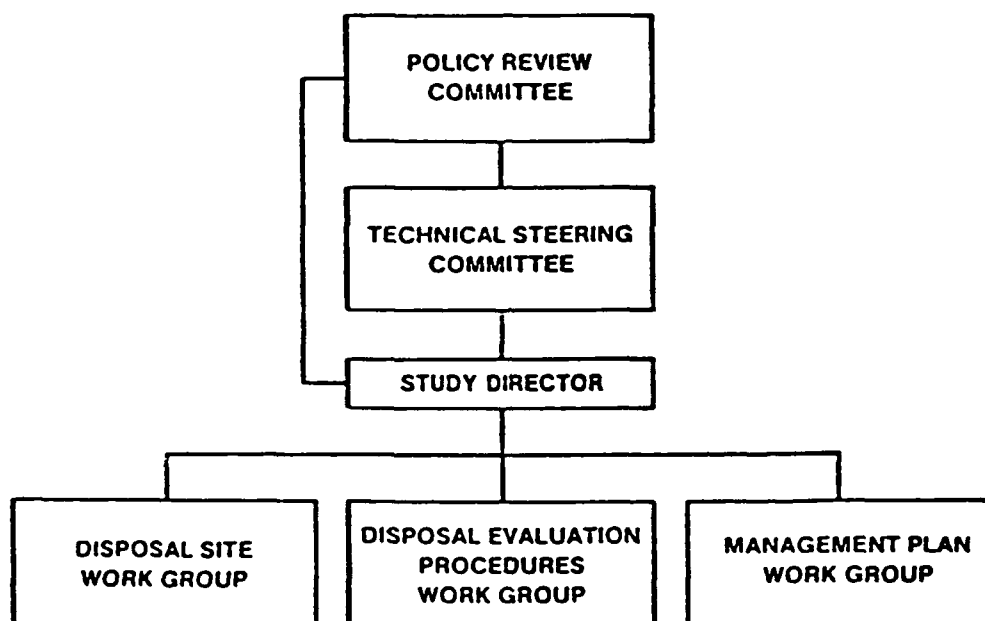 POLICY REVIEW
COMMITTEE
TECHNICAL STEERING
COMMITTEE
STUDY DIRECTOR
DISPOSAL SITE
WORK GROUP
DISPOSAL EVALUATION
PROCEDURES
WORK GROUP
MANAGEMENT PLAN
WORK GROUP